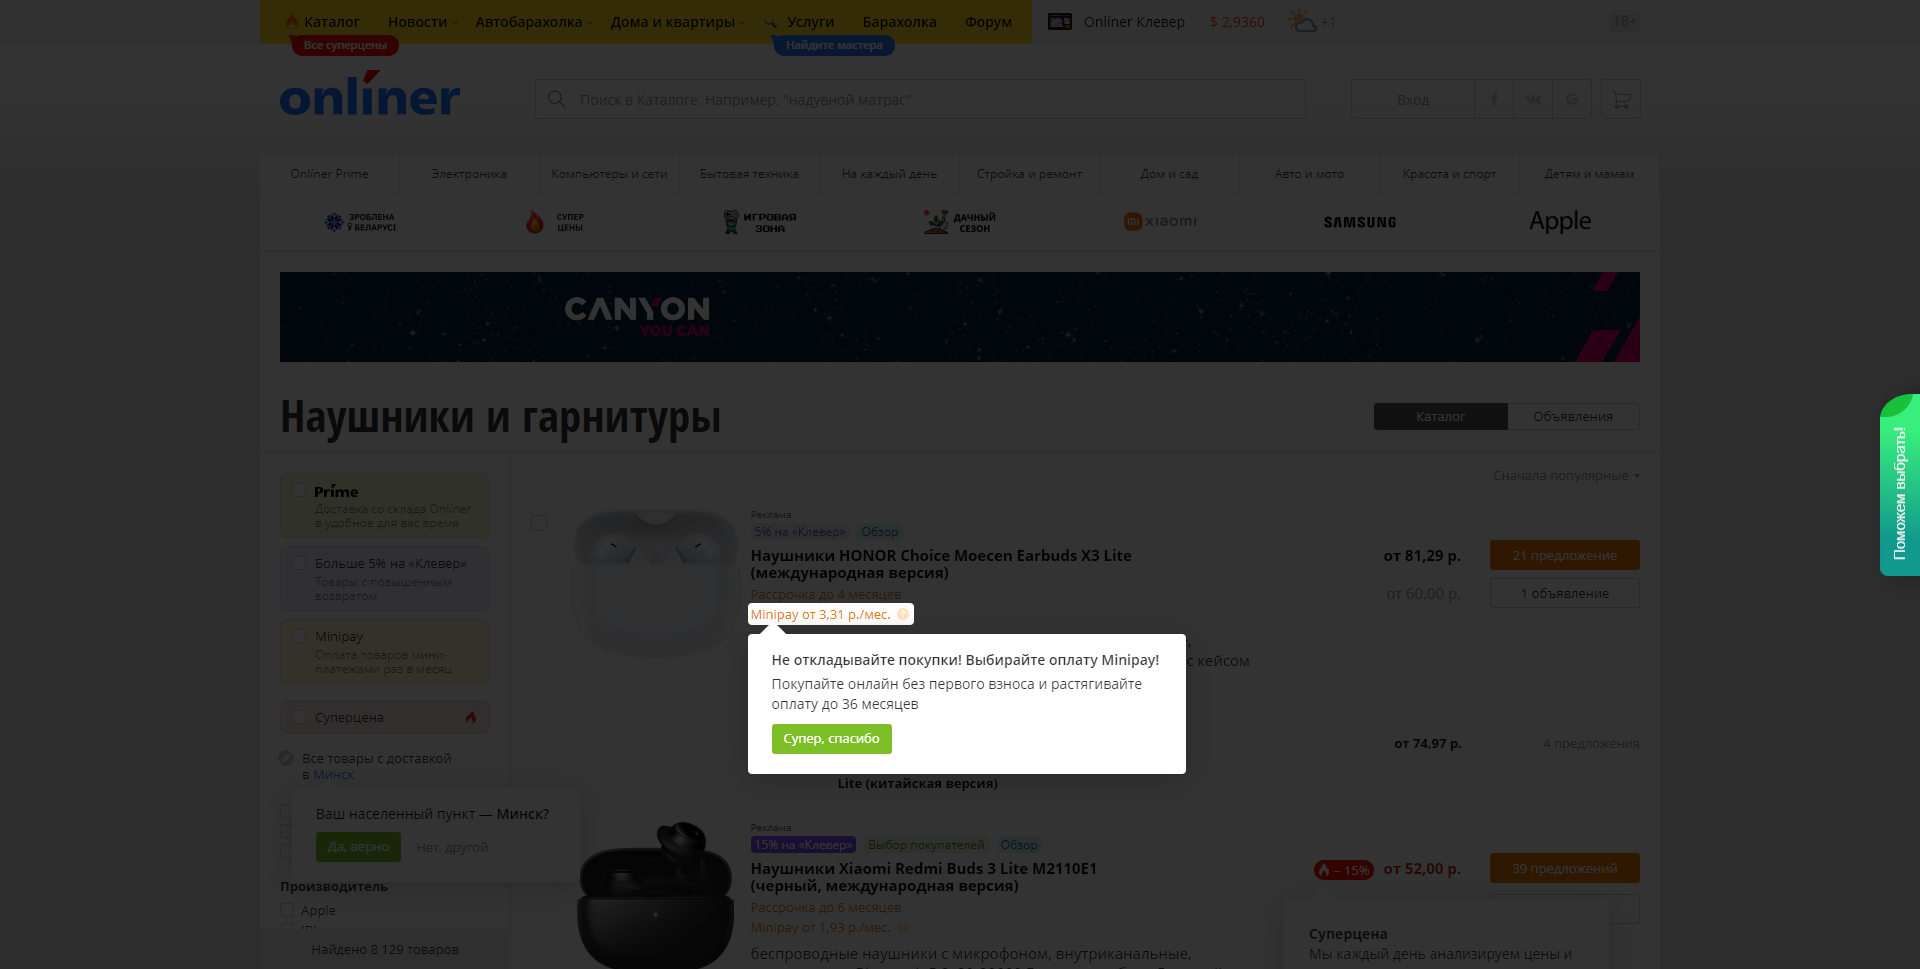 Каталог
Новости
Автобарахолка
Дома и квартиры
Услуги
Барахолка
Форум
Onlíner Клевер
$ 2,9360
+1
18+
Все суперцены
Найдите мастера
onlíner
Поиск в Каталоге. Например, "надувной матрас"
Вход
Onlíner Prime
Электроника
Компьютеры и сети
Бытовая техника
На каждый день
Стройка и ремонт
Дом и сад
Авто и мото
Красота и спорт
Детям и мамам
ЗРОБЛЕНА
Ў БЕЛАРУСІ
СУПЕР
ЦЕНЫ
ИГРОВАЯ
ЗОНА
ДАЧНЫЙ
СЕЗОН
xiaomi
SAMSUNG
Apple
CANYON
YOU CAN
Наушники и гарнитуры
Каталог
Объявления
Сначала популярные
Príme
Доставка со склада Onlíner
в удобное для вас время
Больше 5% на «Клевер»
Товары с повышенным
возвратом
Minipay
Оплата товаров мини-
платежами раз в месяц
Суперцена
Все товары с доставкой
в Минск
Ваш населенный пункт — Минск?
Да, верно
Нет, другой
Производитель
Apple
Найдено 8 129 товаров
Реклама
5% на «Клевер»
Обзор
Наушники HONOR Choice Moecen Earbuds X3 Lite
(международная версия)
Рассрочка до 4 месяцев
Minipay от 3,31 р./мес.
от 81,29 р.
21 предложение
от 60,00 р.
1 объявление
с кейсом
Не откладывайте покупки! Выбирайте оплату Minipay!
Покупайте онлайн без первого взноса и растягивайте
оплату до 36 месяцев
Супер, спасибо
от 74,97 р.
4 предложения
Lite (китайская версия)
Реклама
15% на «Клевер»
Выбор покупателей
Обзор
Наушники Xiaomi Redmi Buds 3 Lite M2110E1
(черный, международная версия)
Рассрочка до 6 месяцев
Minipay от 1,93 р./мес.
беспроводные наушники с микрофоном, внутриканальные,
– 15%
от 52,00 р.
39 предложений
Суперцена
Мы каждый день анализируем цены и
Поможем выбрать!